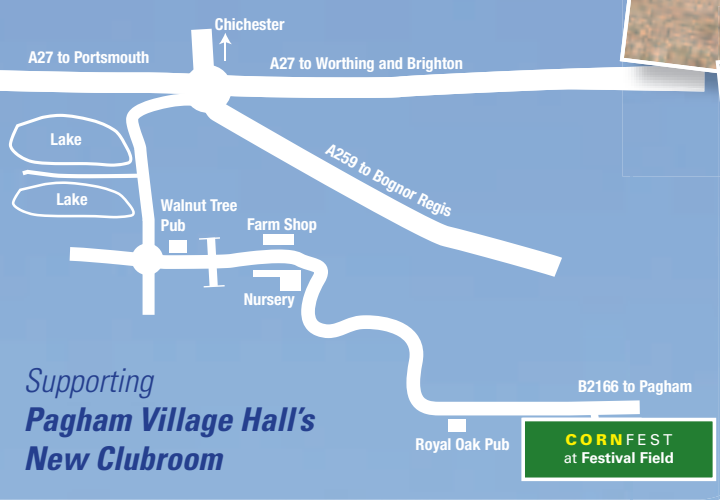 Chichester
A27 to Portsmouth
A27 to Worthing and Brighton
Lake
A259 to Bognor Regis
Lake
Walnut Tree
Pub
Farm Shop
Nursery
Supporting
Pagham Village Hall's
New Clubroom
B2166 to Pagham
Royal Oak Pub
CORNFEST
at Festival Field